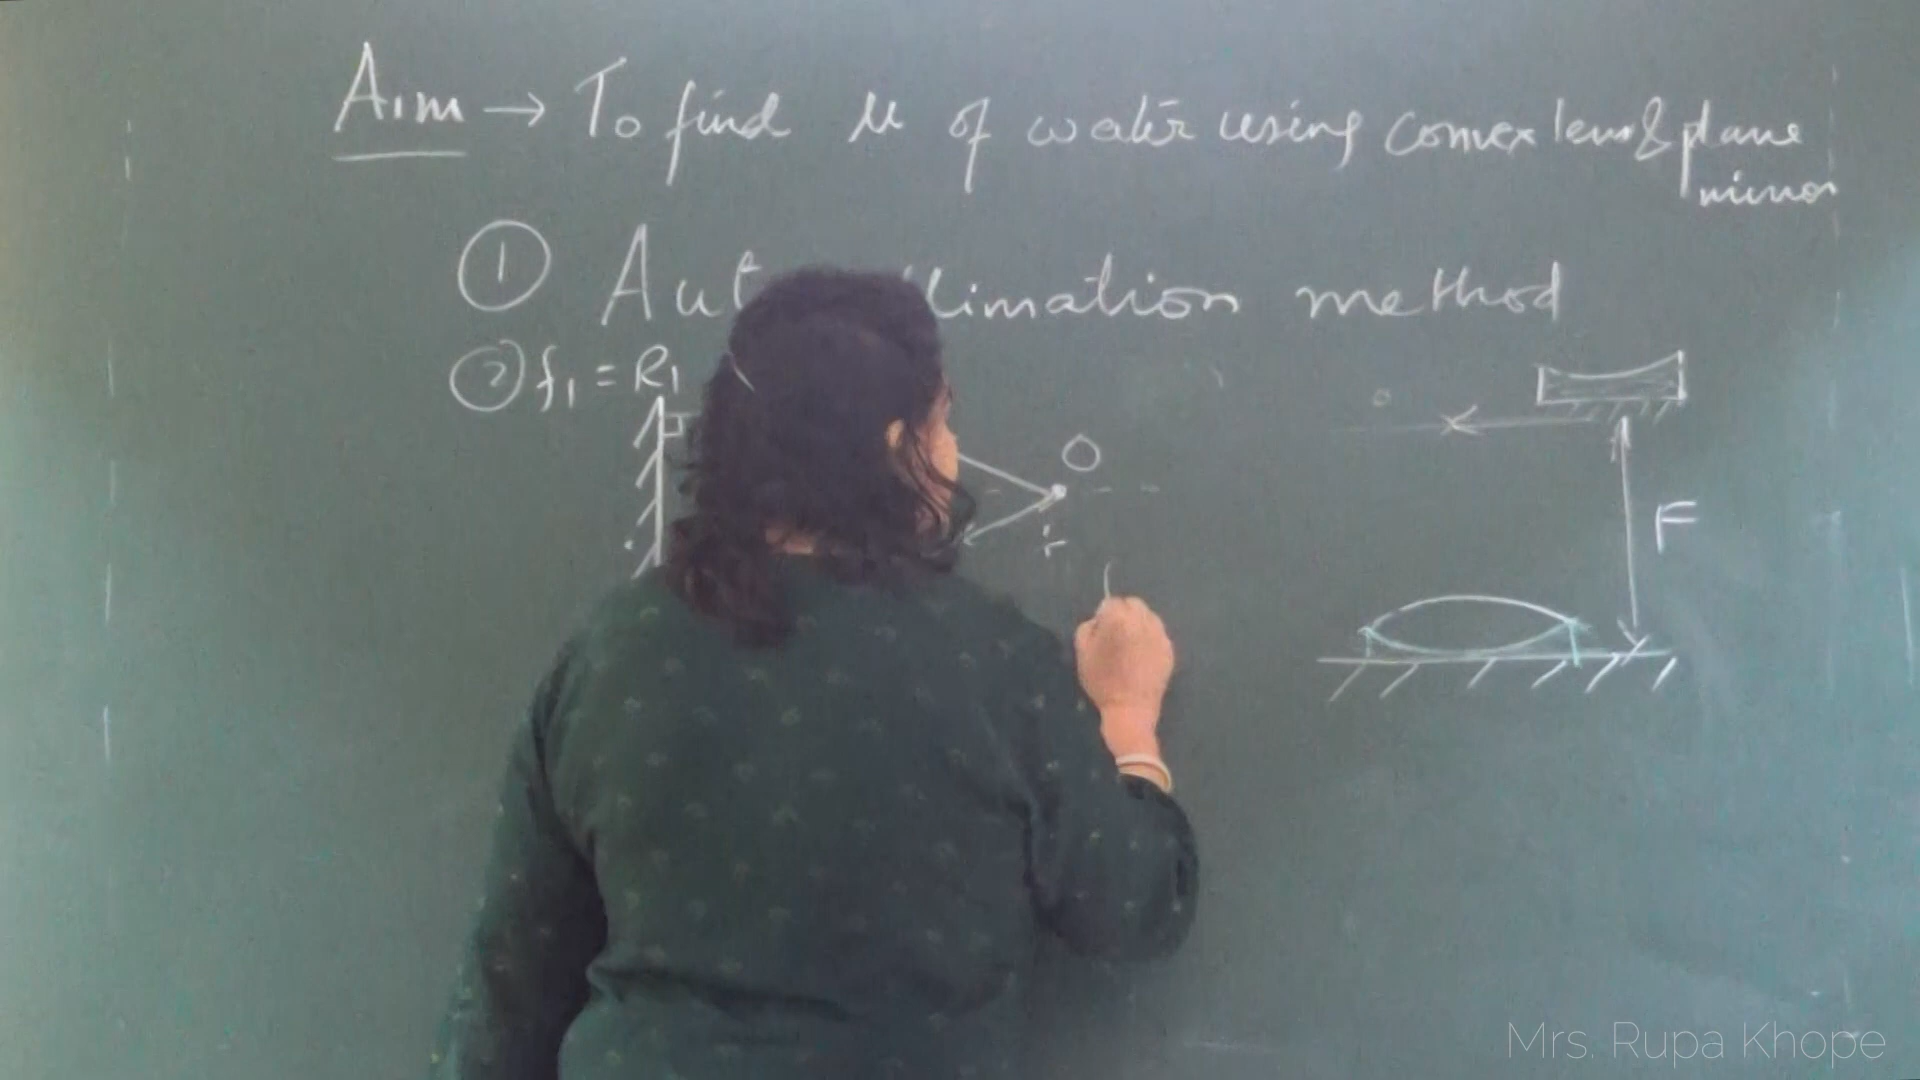 Aim → To find μ of water using convex lens & plane
mirror
① Aut limation method
② f₁ = R₁
O
F
Mrs. Rupa Khope